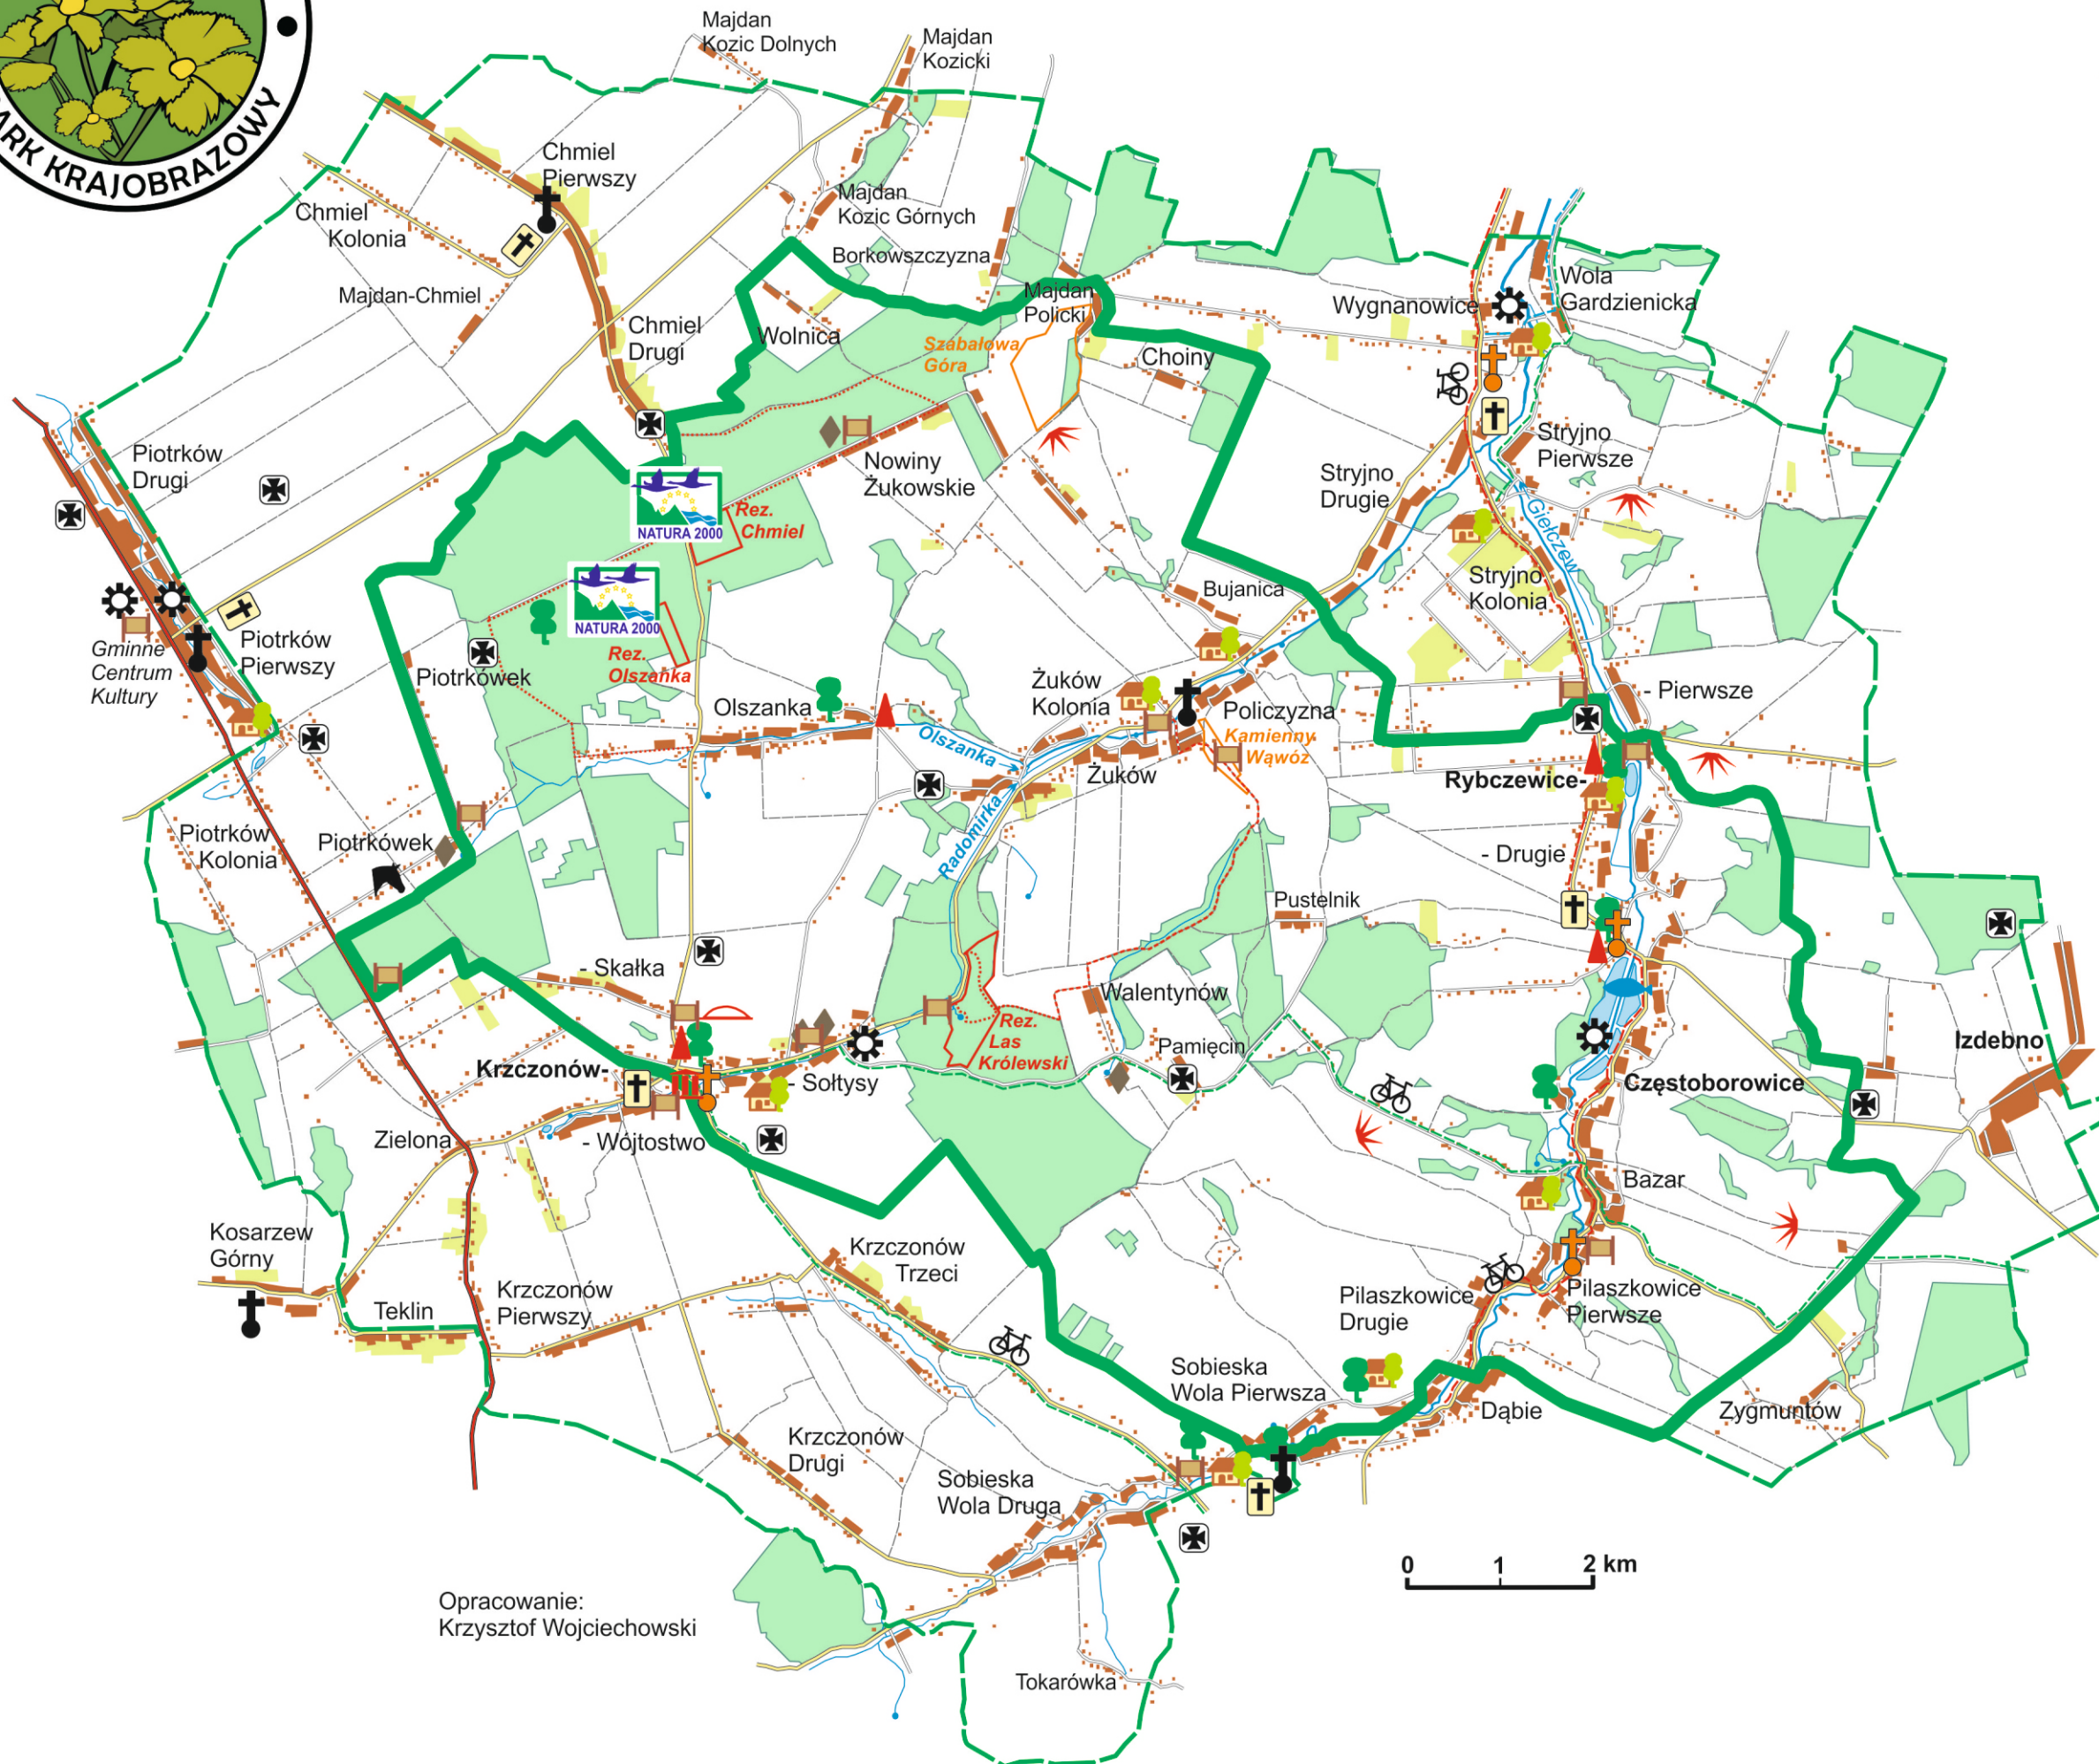 ARK KRAJOBRAZOWY
Majdan
Kozic Dolnych
Majdan
Kozicki
Chmiel
Pierwszy
Chmiel
Kolonia
Majdan
Kozic Górnych
Borkowszczyzna
Majdan-Chmiel
Chmiel
Drugi
Wolnica
Majdan
Policki
Szabałowa
Góra
Choiny
Wygnanowice
Wola
Gardzienicka
Piotrków
Drugi
Nowiny
Żukowskie
Stryjno
Drugie
Stryjno
Pierwsze
Giełczew
NATURA 2000
Rez.
Chmiel
NATURA 2000
Rez.
Olszanka
Stryjno
Kolonia
Bujanica
Gminne
Centrum
Kultury
Piotrków
Pierwszy
Piotrkówek
Olszanka
Żuków
Kolonia
Policzyzna
Kamienny
Wąwóz
- Pierwsze
Olszanka
Żuków
Rybczewice-
Radomirka
Piotrków
Kolonia
Piotrkówek
- Drugie
Pustelnik
- Skałka
Walentynów
Rez.
Las
Królewski
Pamięcin
Izdebno
Krzczonów-
- Sołtysy
Częstoborowice
Zielona
- Wójtostwo
Bazar
Kosarzew
Górny
Krzczonów
Trzeci
Teklin
Krzczonów
Pierwszy
Pilaszkowice
Drugie
Pilaszkowice
Pierwsze
Sobieska
Wola Pierwsza
Dąbie
Zygmuntów
Krzczonów
Drugi
Sobieska
Wola Druga
0 1 2 km
Opracowanie:
Krzysztof Wojciechowski
Tokarówka